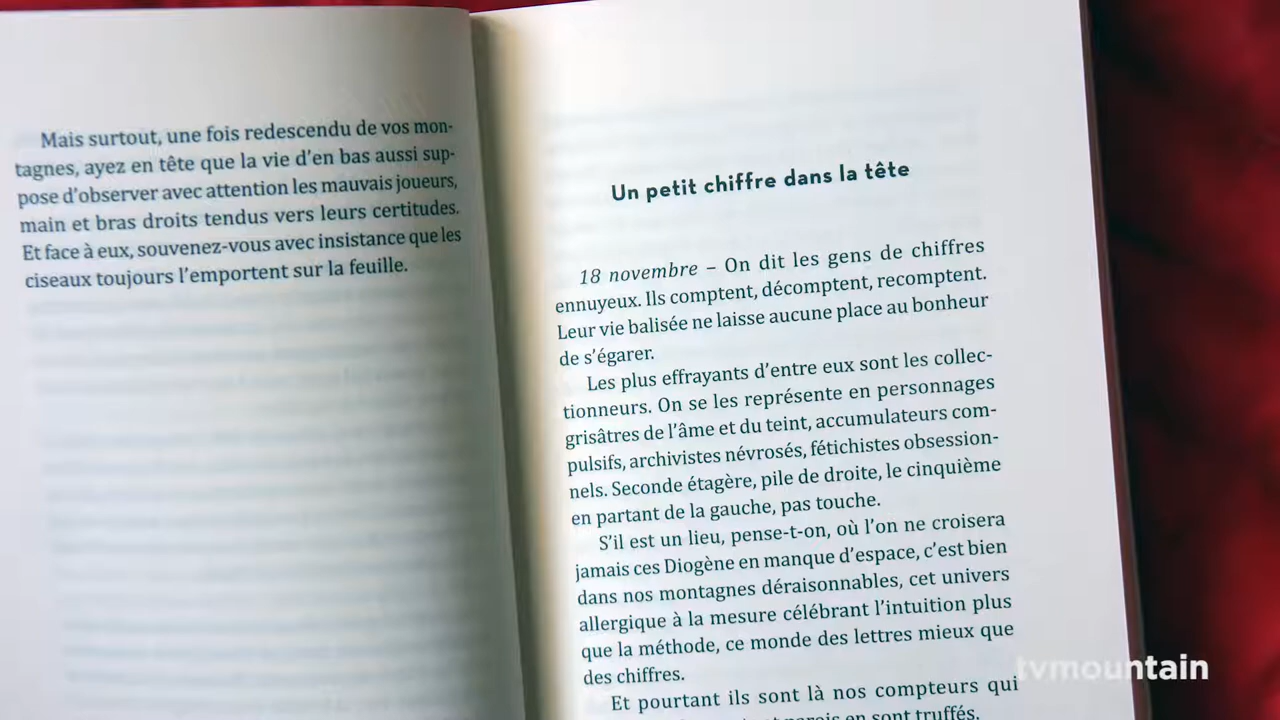 Mais surtout, une fois redescendu de vos mon-
tagnes, ayez en tête que la vie d'en bas aussi sup-
pose d'observer avec attention les mauvais joueurs,
main et bras droits tendus vers leurs certitudes.
Et face à eux, souvenez-vous avec insistance que les
ciseaux toujours l'emportent sur la feuille.
Un petit chiffre dans la tête
18 novembre – On dit les gens de chiffres
ennuyeux. Ils comptent, décomptent, recomptent.
Leur vie balisée ne laisse aucune place au bonheur
de s'égarer.
Les plus effrayants d'entre eux sont les collec-
tionneurs. On se les représente en personnages
grisâtres de l'âme et du teint, accumulateurs com-
pulsifs, archivistes névrosés, fétichistes obsession-
nels. Seconde étagère, pile de droite, le cinquième
en partant de la gauche, pas touche.
S'il est un lieu, pense-t-on, où l'on ne croisera
jamais ces Diogène en manque d'espace, c'est bien
dans nos montagnes déraisonnables, cet univers
allergique à la mesure célébrant l'intuition plus
que la méthode, ce monde des lettres mieux que
des chiffres.
Et pourtant ils sont là nos compteurs qui
en sont truffés.
tvmountain